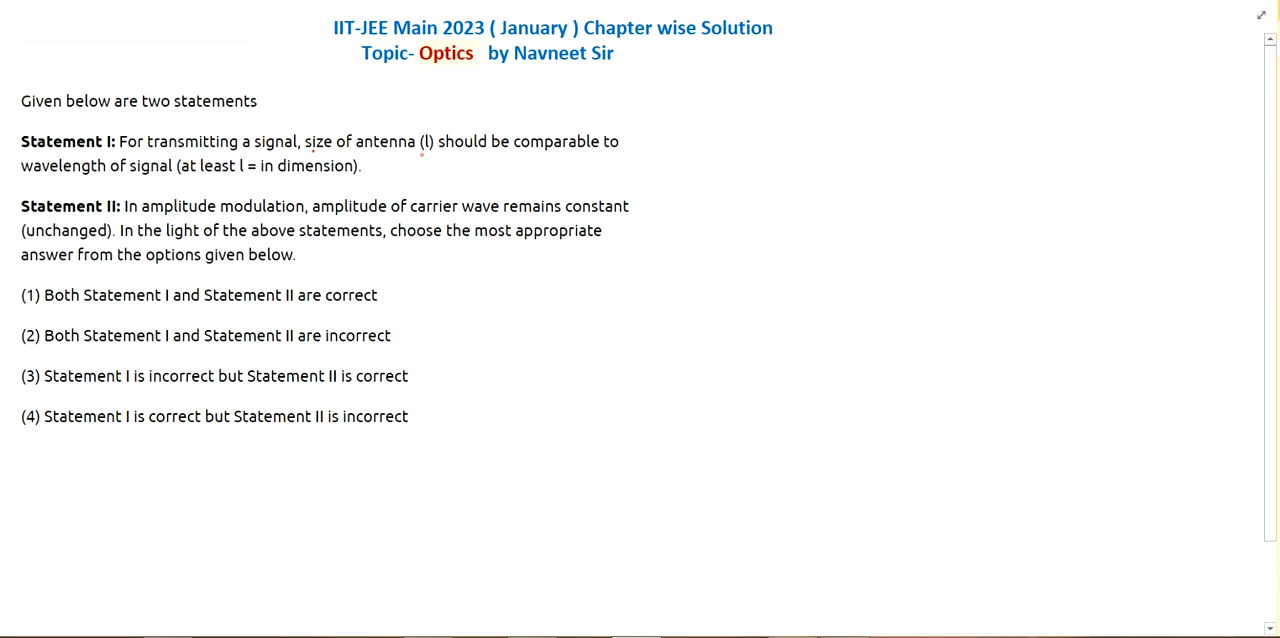 IIT-JEE Main 2023 ( January ) Chapter wise Solution
Topic- Optics by Navneet Sir
Given below are two statements
Statement I: For transmitting a signal, size of antenna (l) should be comparable to
wavelength of signal (at least l = in dimension).
Statement II: In amplitude modulation, amplitude of carrier wave remains constant
(unchanged). In the light of the above statements, choose the most appropriate
answer from the options given below.
(1) Both Statement I and Statement II are correct
(2) Both Statement I and Statement II are incorrect
(3) Statement I is incorrect but Statement II is correct
(4) Statement I is correct but Statement II is incorrect